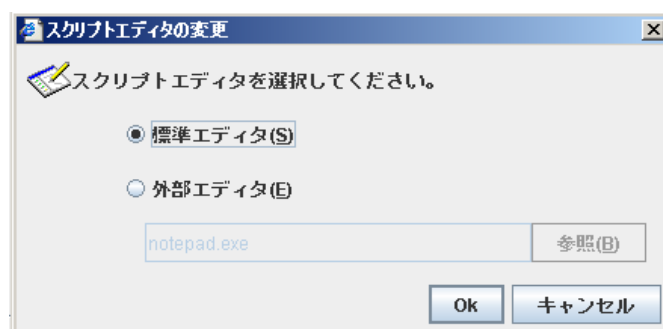 スクリプトエディタの変更
スクリプトエディタを選択してください。
標準エディタ(S)
外部エディタ(E)
notepad.exe 参照(B)
Ok キャンセル